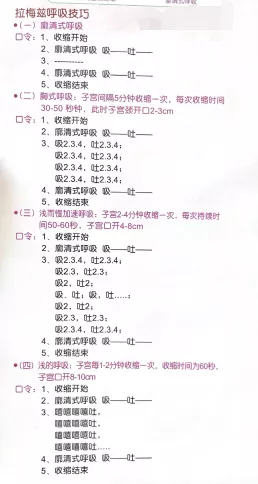 廓清式呼吸
拉梅兹呼吸技巧
•(一) 廓清式呼吸
口令：1、收缩开始
2、廓清式呼吸 吸——吐——
3、----------
4、廓清式呼吸 吸——吐——
5、收缩结束
•(二) 胸式呼吸：子宫间隔5分钟收缩一次，每次收缩时间
30-50 秒钟，此时子宫颈开口2-3cm
口令：1、收缩开始
2、廓清式呼吸 吸——吐——
3、吸2.3.4，吐2.3.4；
吸2.3.4，吐2.3.4；
吸2.3.4，吐2.3.4；
吸2.3.4，吐2.3.4；
4、廓清式呼吸 吸——吐——
5、收缩结束
•(三) 浅而慢加速呼吸：子宫2-4分钟收缩一次，每次持续时
间50-60秒，子宫口开4-8cm
口令：1、收缩开始
2、廓清式呼吸 吸——吐——
3、吸2.3.4，吐2.3.4；
吸2.3，吐2.3；
吸2，吐2；
吸、吐；吸，吐.....；
吸2，吐2；
吸2.3，吐2.3；
吸2.3.4，吐2.3.4；
4、廓清式呼吸 吸——吐——
5、收缩结束
•(四) 浅的呼吸：子宫每1-2分钟收缩一次，收缩时间为60秒，
子宫口开8-10cm
口令：1、收缩开始
2、廓清式呼吸 吸——吐——
3、嘻嘻嘻嘻吐，
嘻嘻嘻嘻吐，
嘻嘻嘻嘻吐，
嘻嘻嘻嘻吐.....
4、廓清式呼吸 吸——吐——
5、收缩结束